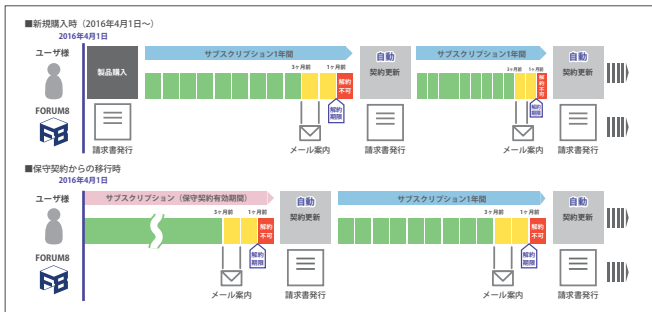 ■新規購入時（2016年4月1日～）
2016年4月1日
ユーザ様
製品購入
サブスクリプション1年間
3ヶ月前
1ヶ月前
解約不可
自動
契約更新
サブスクリプション1年間
3ヶ月前
1ヶ月前
解約不可
自動
契約更新
FORUM8
F8
請求書発行
解約期限
メール案内
請求書発行
解約期限
メール案内
請求書発行
■保守契約からの移行時
2016年4月1日
ユーザ様
サブスクリプション（保守契約有効期間）
3ヶ月前
1ヶ月前
解約不可
自動
契約更新
サブスクリプション1年間
3ヶ月前
1ヶ月前
解約不可
自動
契約更新
FORUM8
F8
解約期限
メール案内
請求書発行
解約期限
メール案内
請求書発行